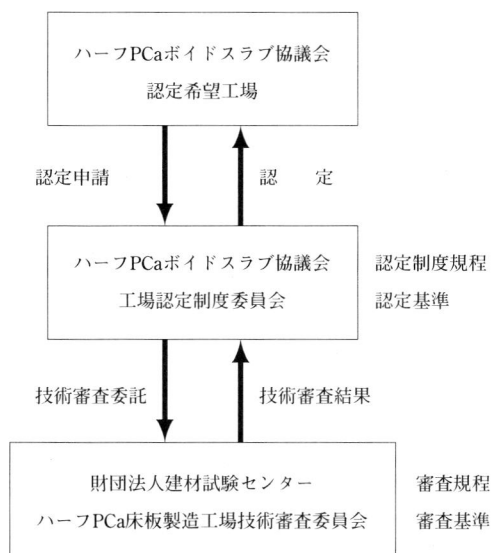 ハーフPCaボイドスラブ協議会
認定希望工場
認定申請
認　定
ハーフPCaボイドスラブ協議会
工場認定制度委員会
認定制度規程
認定基準
技術審査委託
技術審査結果
財団法人建材試験センター
ハーフPCa床板製造工場技術審査委員会
審査規程
審査基準